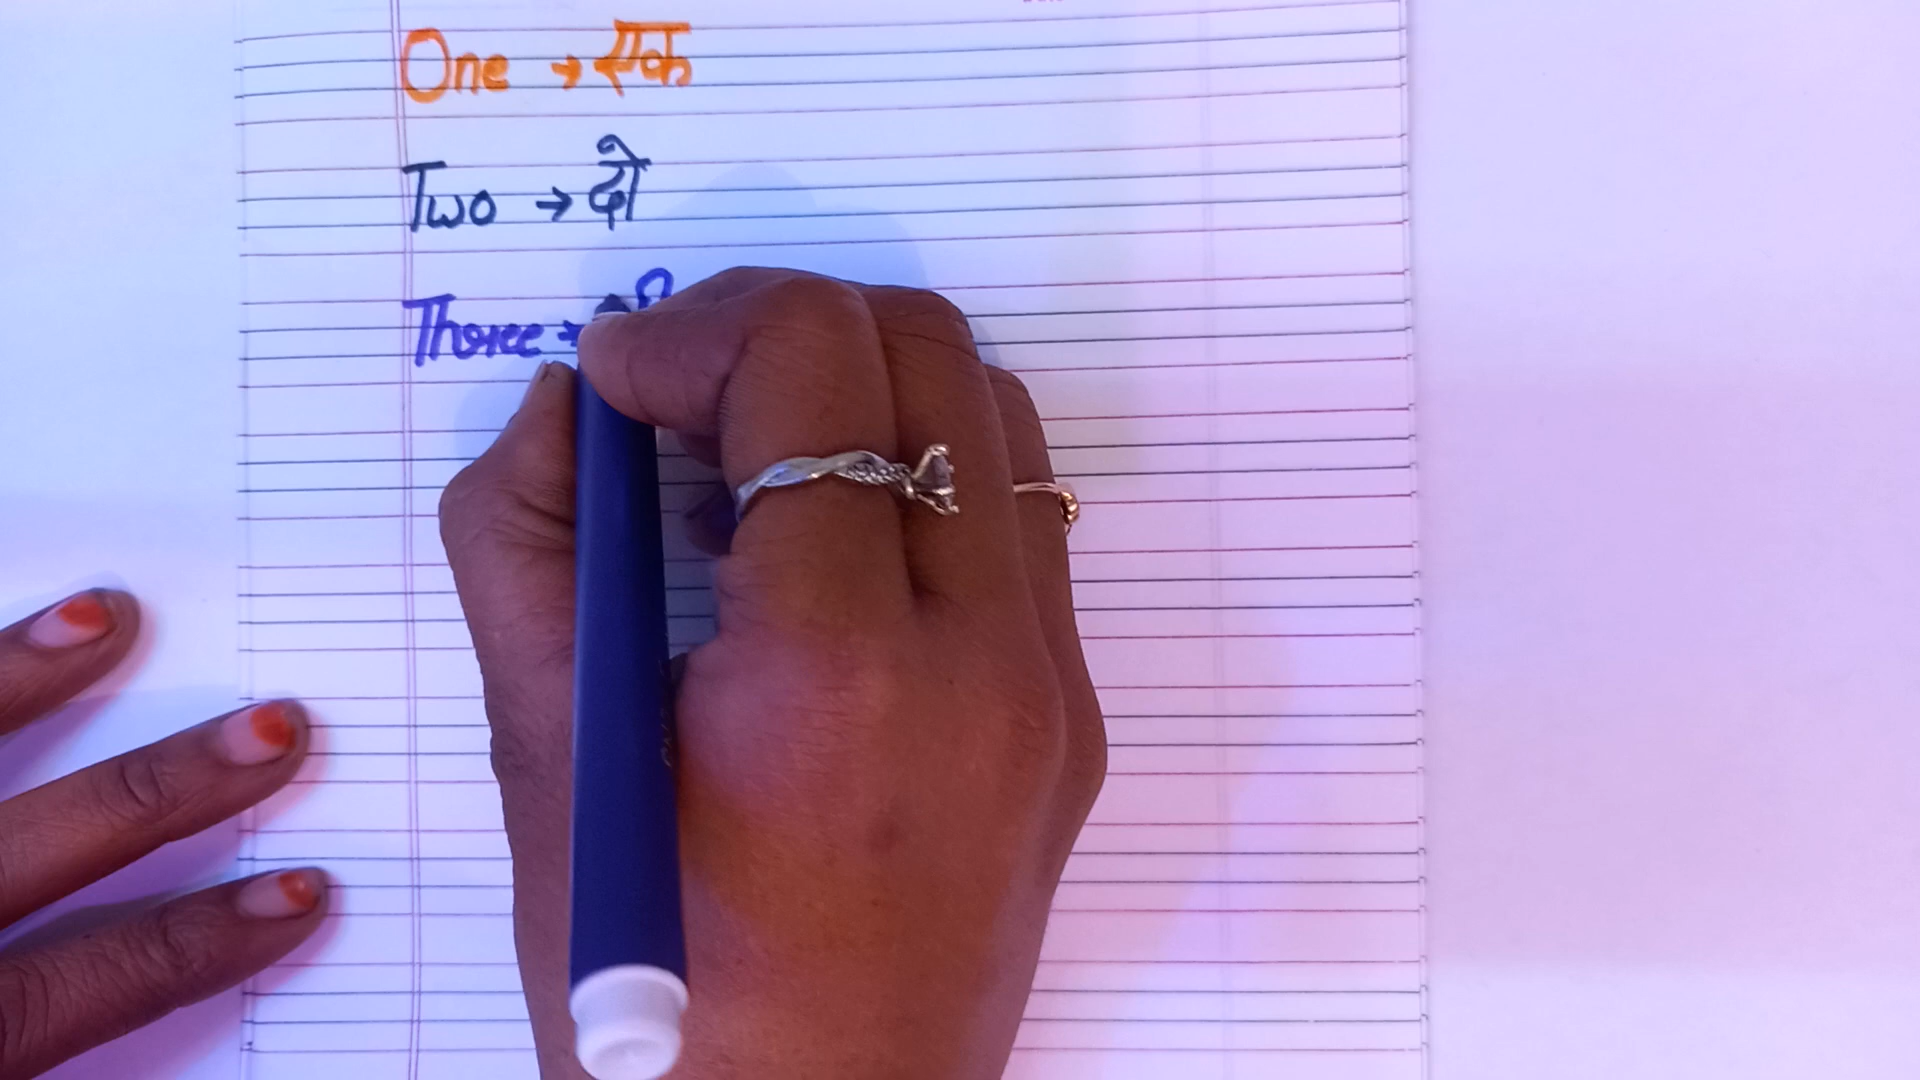 One → एक
Two → दो
Three →